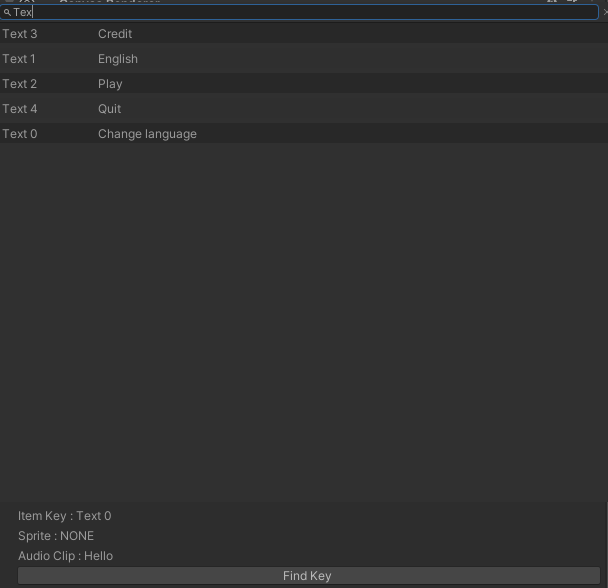 Tex
Text 3 Credit
Text 1 English
Text 2 Play
Text 4 Quit
Text 0 Change language
Item Key : Text 0
Sprite : NONE
Audio Clip : Hello
Find Key